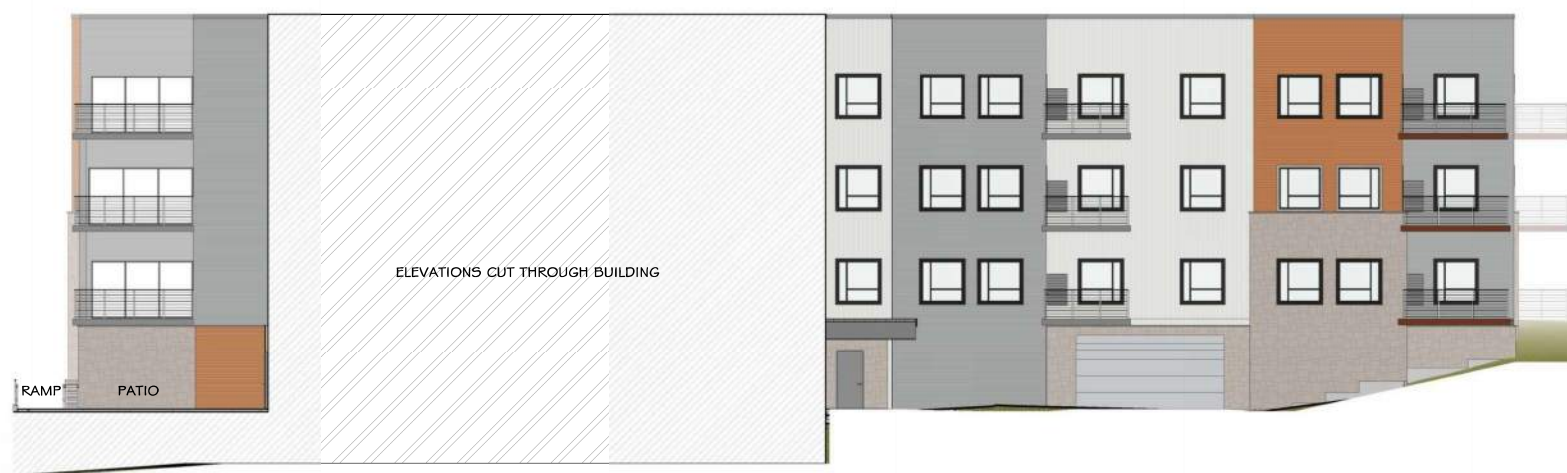 ELEVATIONS CUT THROUGH BUILDING
RAMP
PATIO